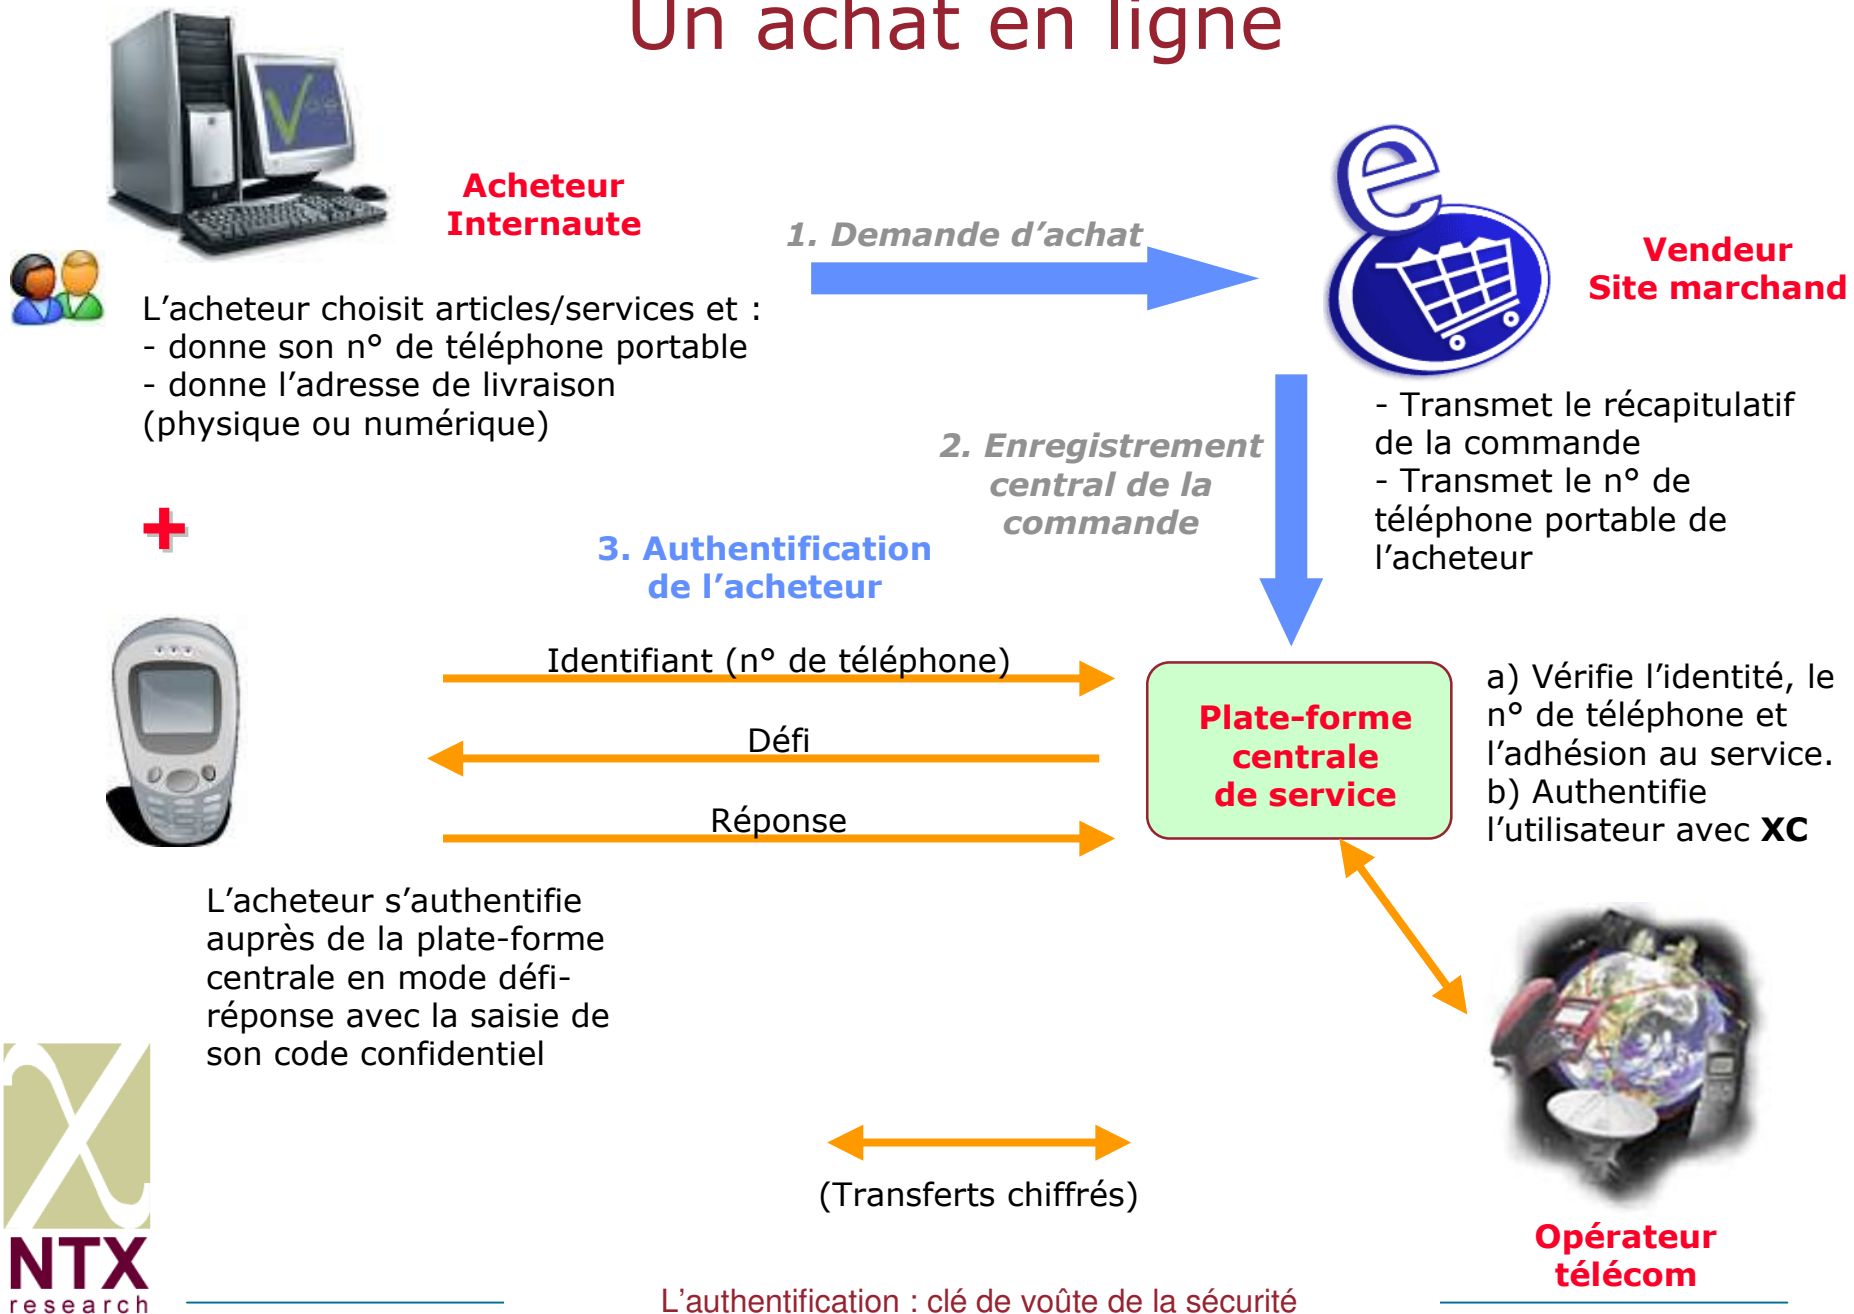 Un achat en ligne
Acheteur
Internaute
1. Demande d’achat
Vendeur
Site marchand
L’acheteur choisit articles/services et :
- donne son n° de téléphone portable
- donne l’adresse de livraison
(physique ou numérique)
- Transmet le récapitulatif
de la commande
- Transmet le n° de
téléphone portable de
l’acheteur
2. Enregistrement
central de la
commande
+
3. Authentification
de l’acheteur
Identifiant (n° de téléphone)
Défi
Réponse
Plate-forme
centrale
de service
a) Vérifie l’identité, le
n° de téléphone et
l’adhésion au service.
b) Authentifie
l’utilisateur avec XC
L’acheteur s’authentifie
auprès de la plate-forme
centrale en mode défi-
réponse avec la saisie de
son code confidentiel
(Transferts chiffrés)
Opérateur
télécom
NTX
research
L'authentification : clé de voûte de la sécurité